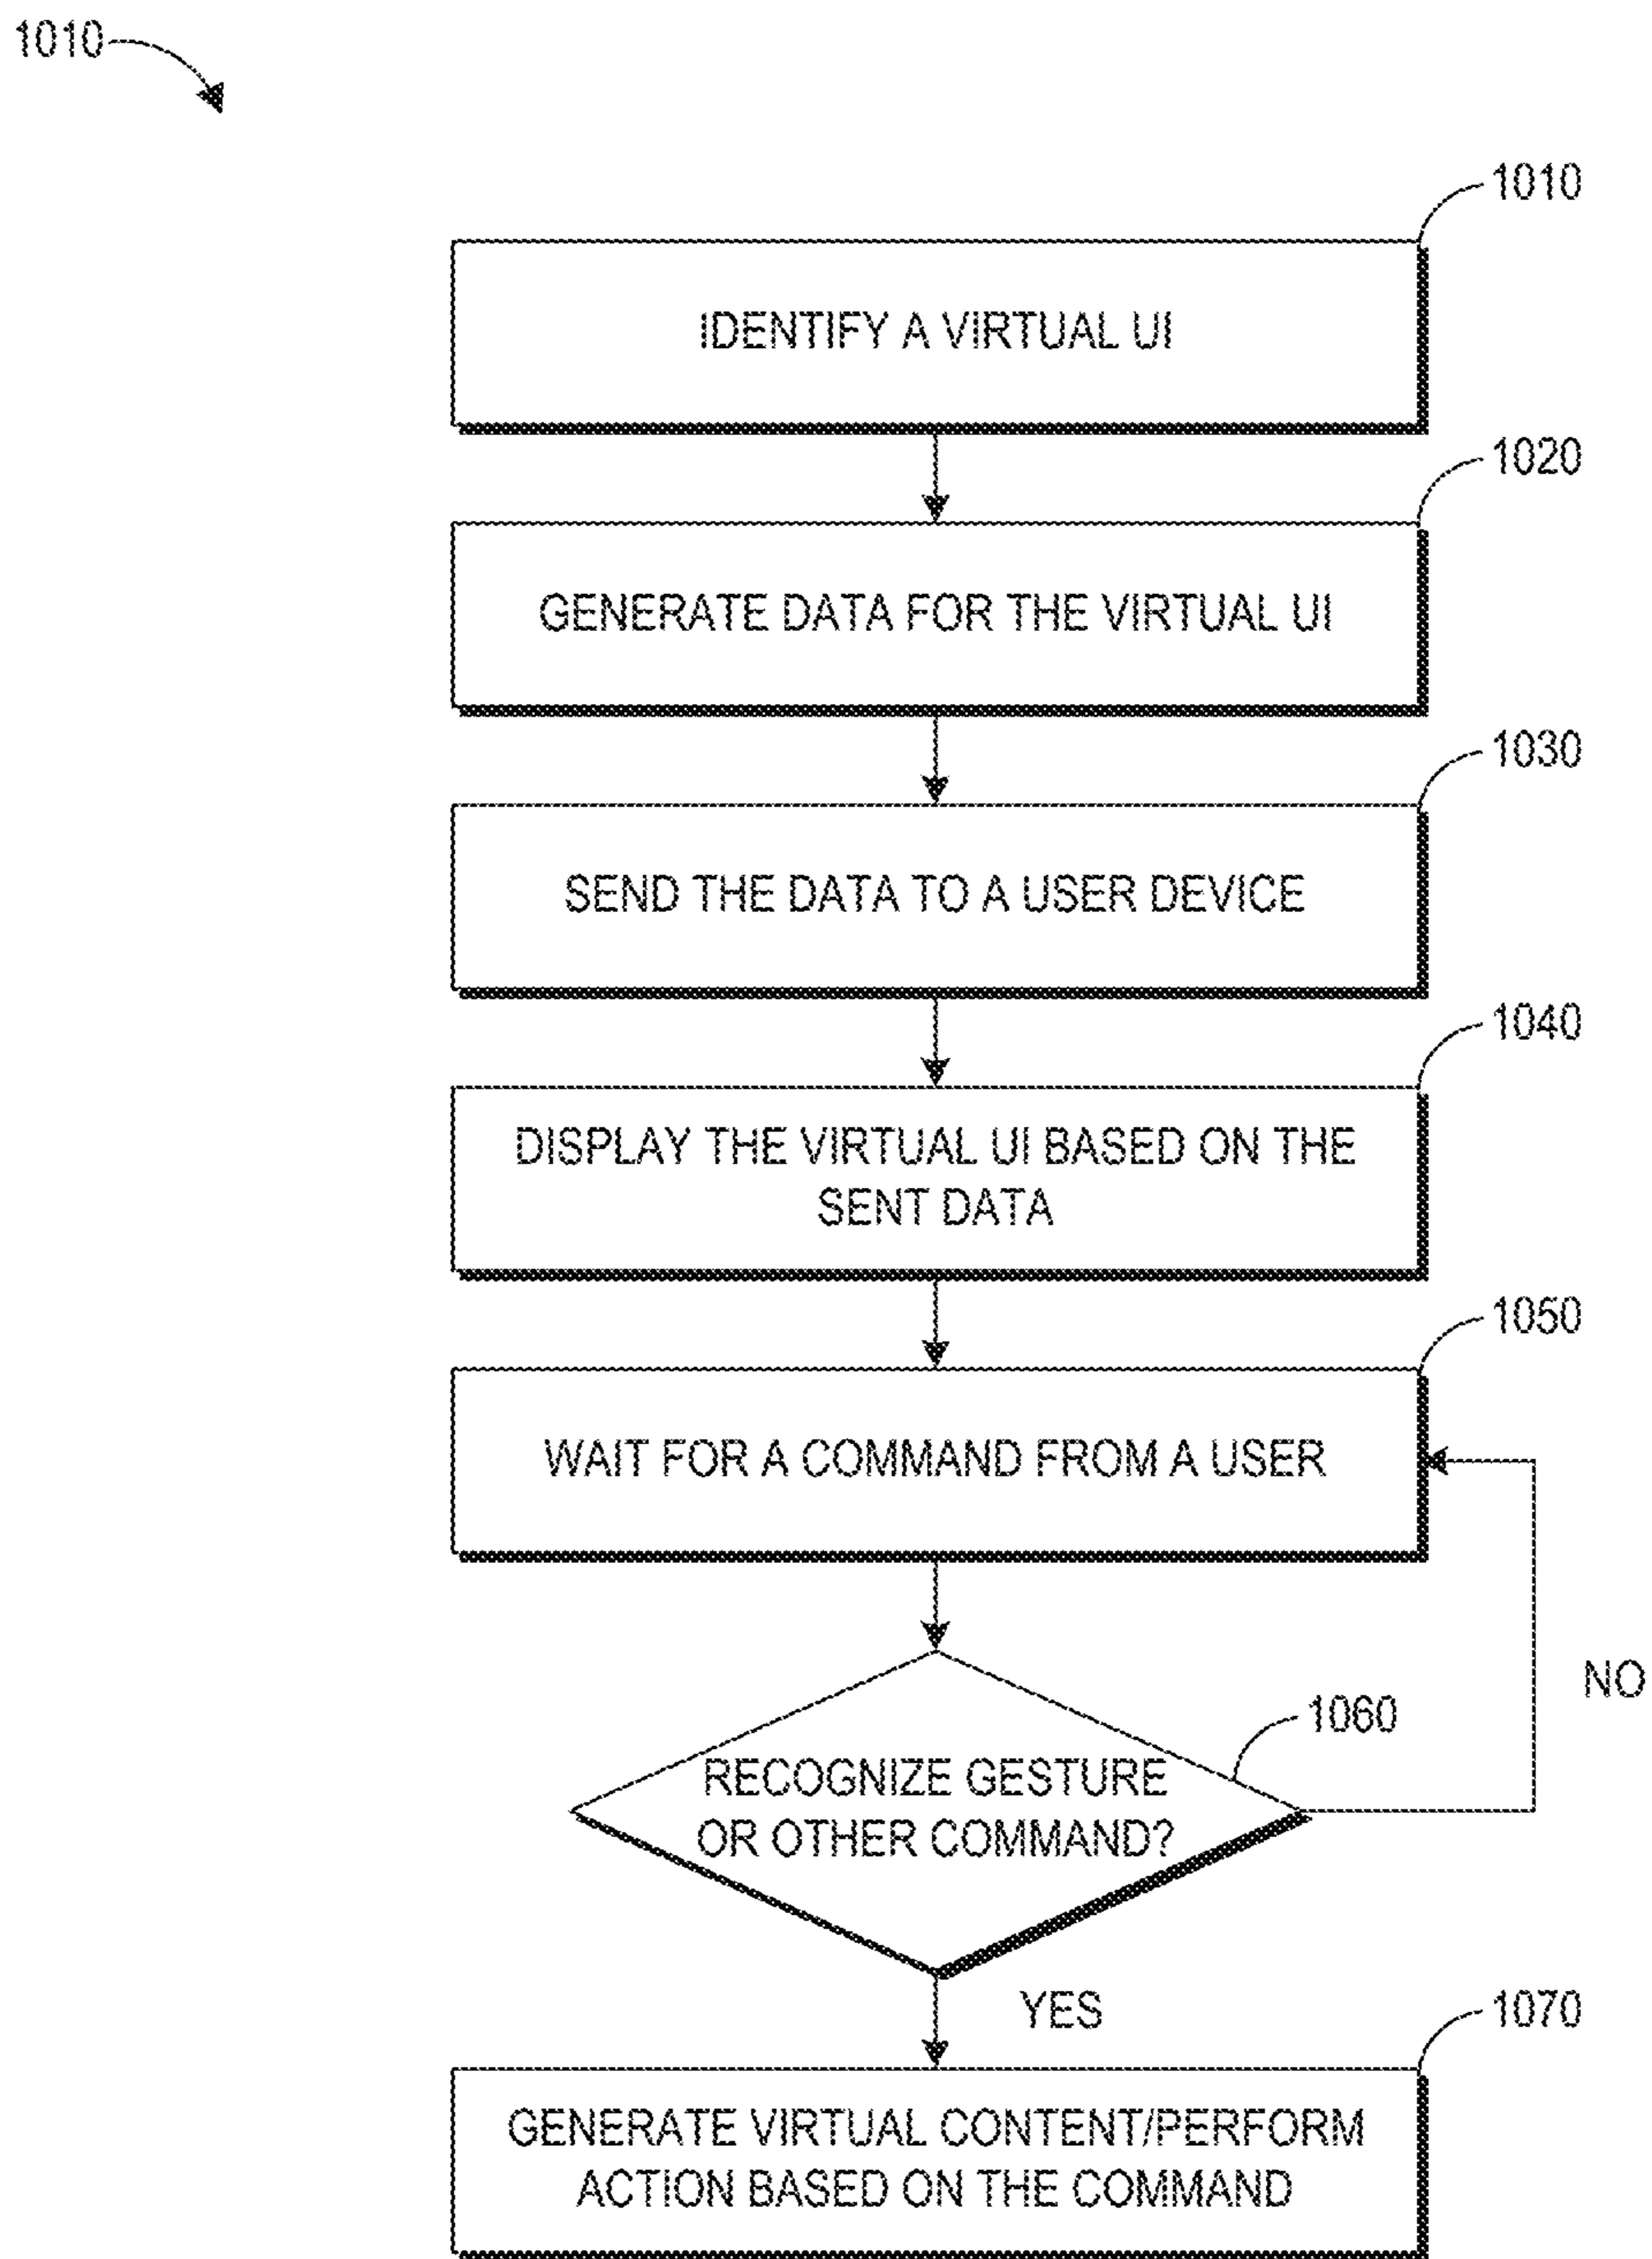 1010
1010
IDENTIFY A VIRTUAL UI
1020
GENERATE DATA FOR THE VIRTUAL UI
1030
SEND THE DATA TO A USER DEVICE
1040
DISPLAY THE VIRTUAL UI BASED ON THE
SENT DATA
1050
WAIT FOR A COMMAND FROM A USER
NO
1060
RECOGNIZE GESTURE
OR OTHER COMMAND?
YES
1070
GENERATE VIRTUAL CONTENT/PERFORM
ACTION BASED ON THE COMMAND